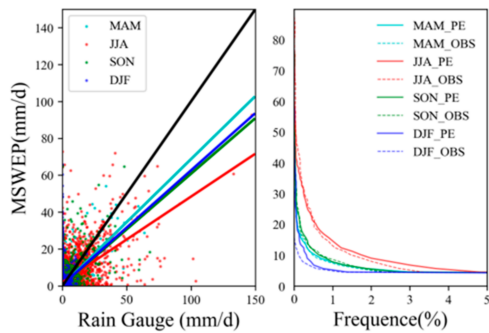 MAM
JJA
SON
DJF
140
120
100
80
60
40
20
0
0 50 100 150
MSWEP(mm/d)
Rain Gauge (mm/d)
MAM_PE
MAM_OBS
JJA_PE
JJA_OBS
SON_PE
SON_OBS
DJF_PE
DJF_OBS
80
70
60
50
40
30
20
10
0
0 1 2 3 4 5
Frequence(%)